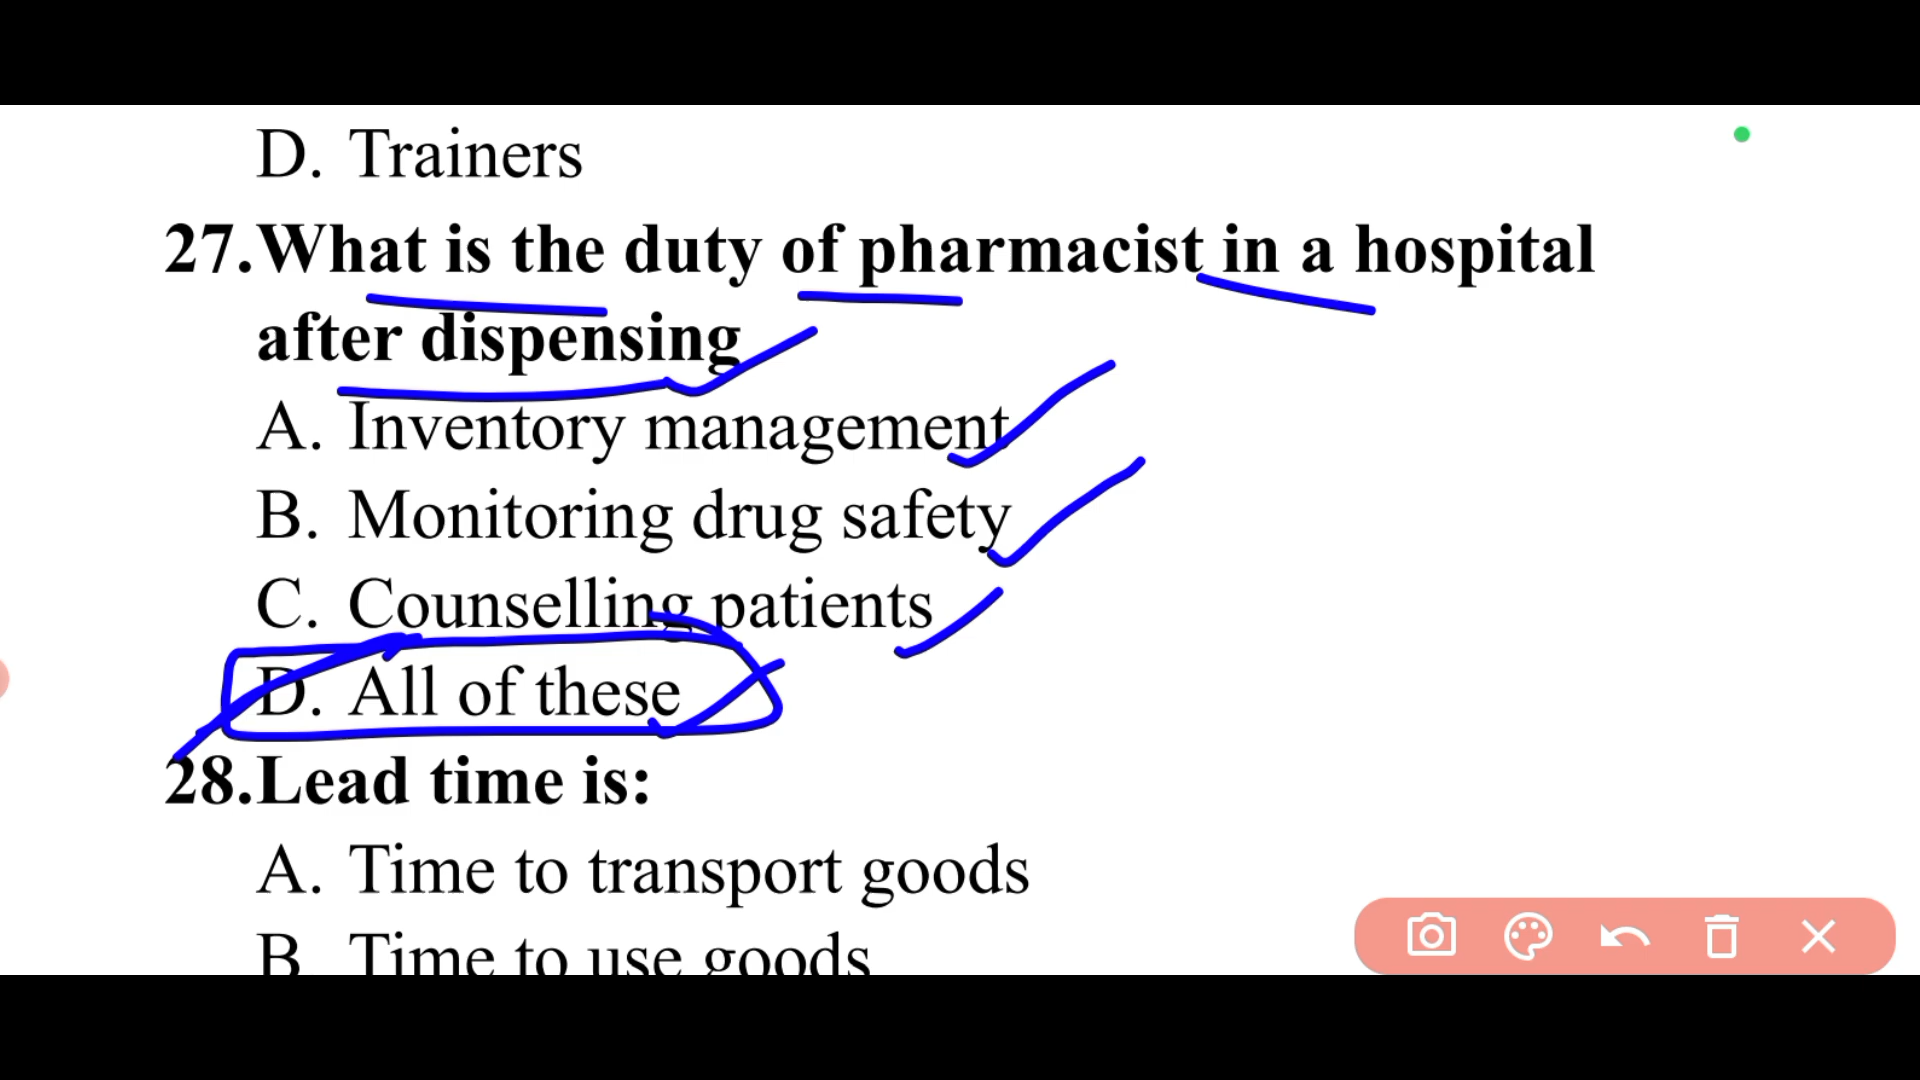 D. Trainers
27.What is the duty of pharmacist in a hospital
after dispensing
A. Inventory management
B. Monitoring drug safety
C. Counselling patients
D. All of these
28.Lead time is:
A. Time to transport goods
B. Time to use goods